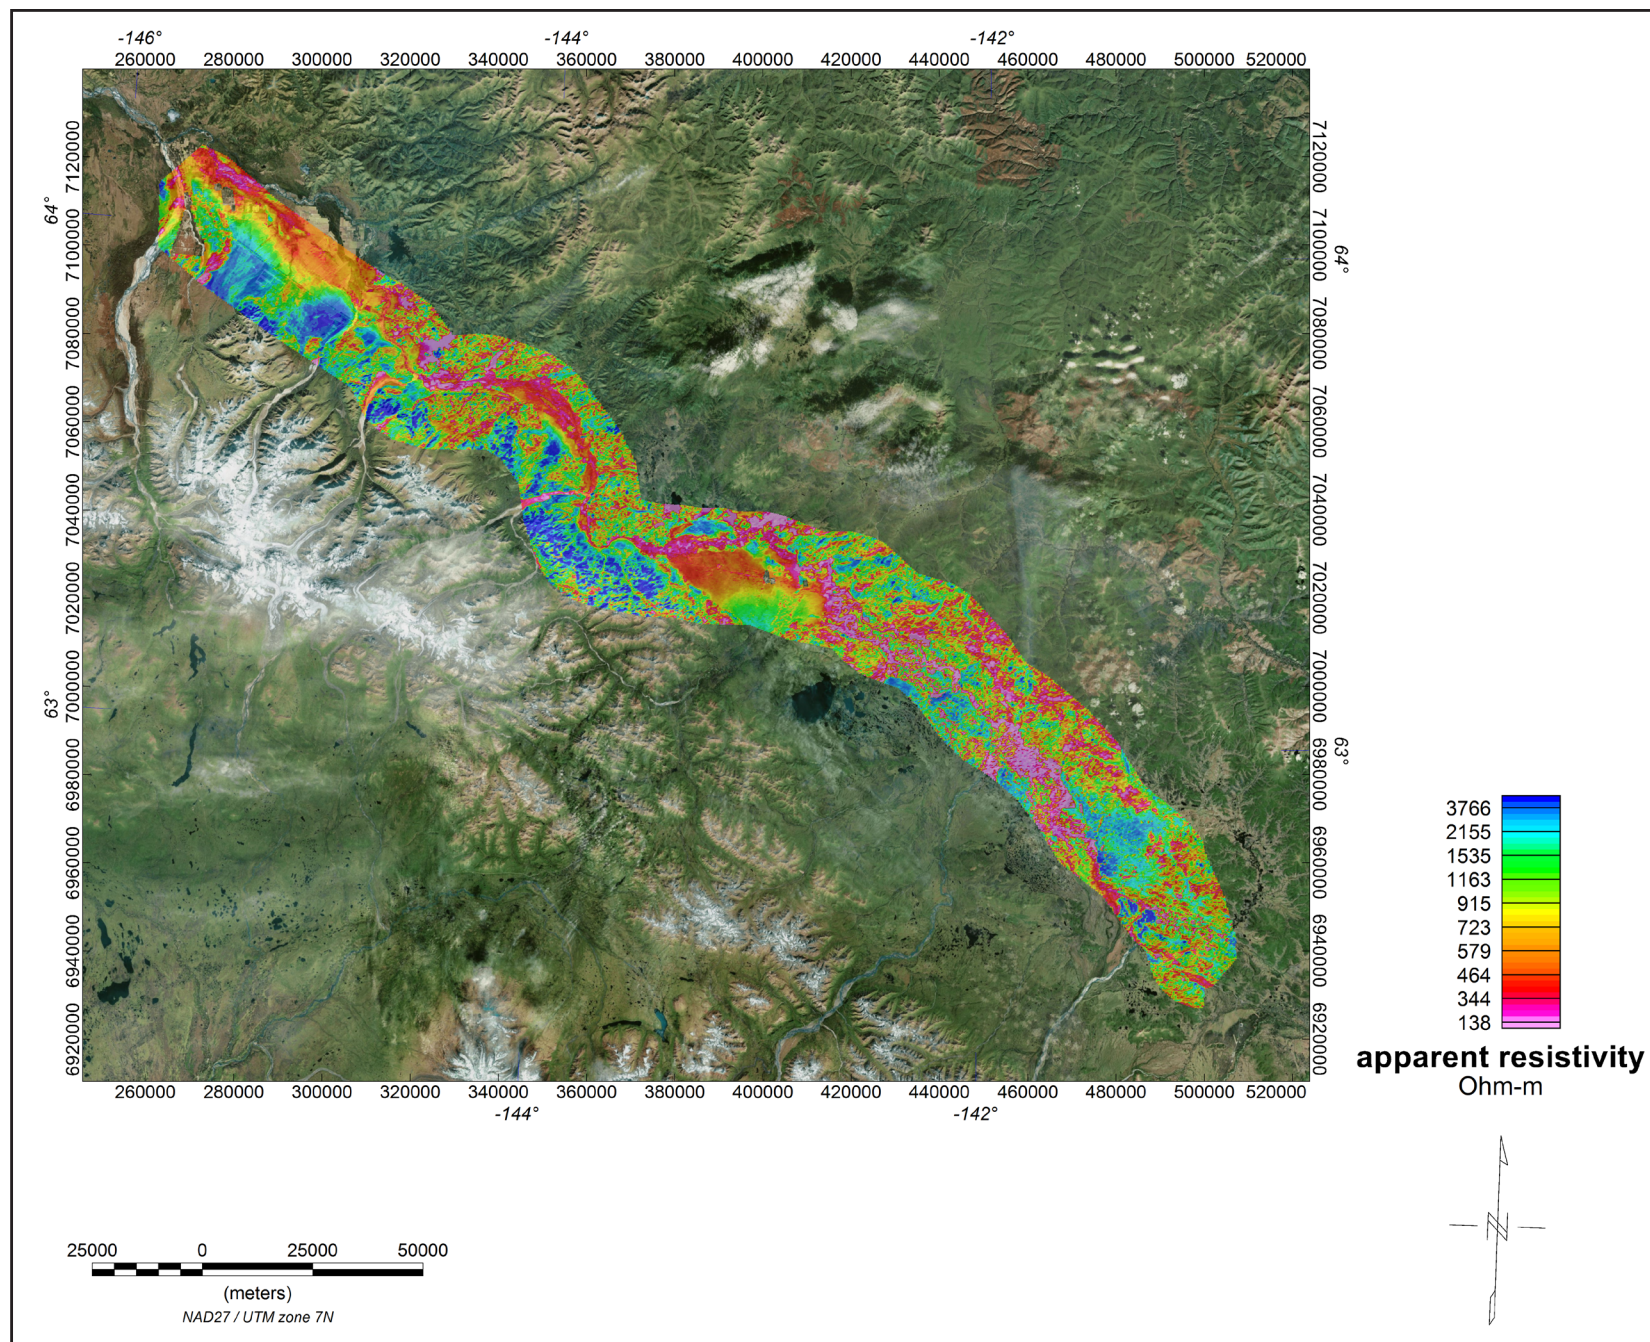 -146° -144° -142°
260000 280000 300000 320000 340000 360000 380000 400000 420000 440000 460000 480000 500000 520000
7120000 7100000 7080000 7060000 7040000 7020000 7000000 6980000 6960000 6940000 6920000
64°
63°
7120000 7100000 7080000 7060000 7040000 7020000 7000000 6980000 6960000 6940000 6920000
64°
63°
260000 280000 300000 320000 340000 360000 380000 400000 420000 440000 460000 480000 500000 520000
-144° -142°
3766
2155
1535
1163
915
723
579
464
344
138
apparent resistivity
Ohm-m
N
25000 0 25000 50000
(meters)
NAD27 / UTM zone 7N